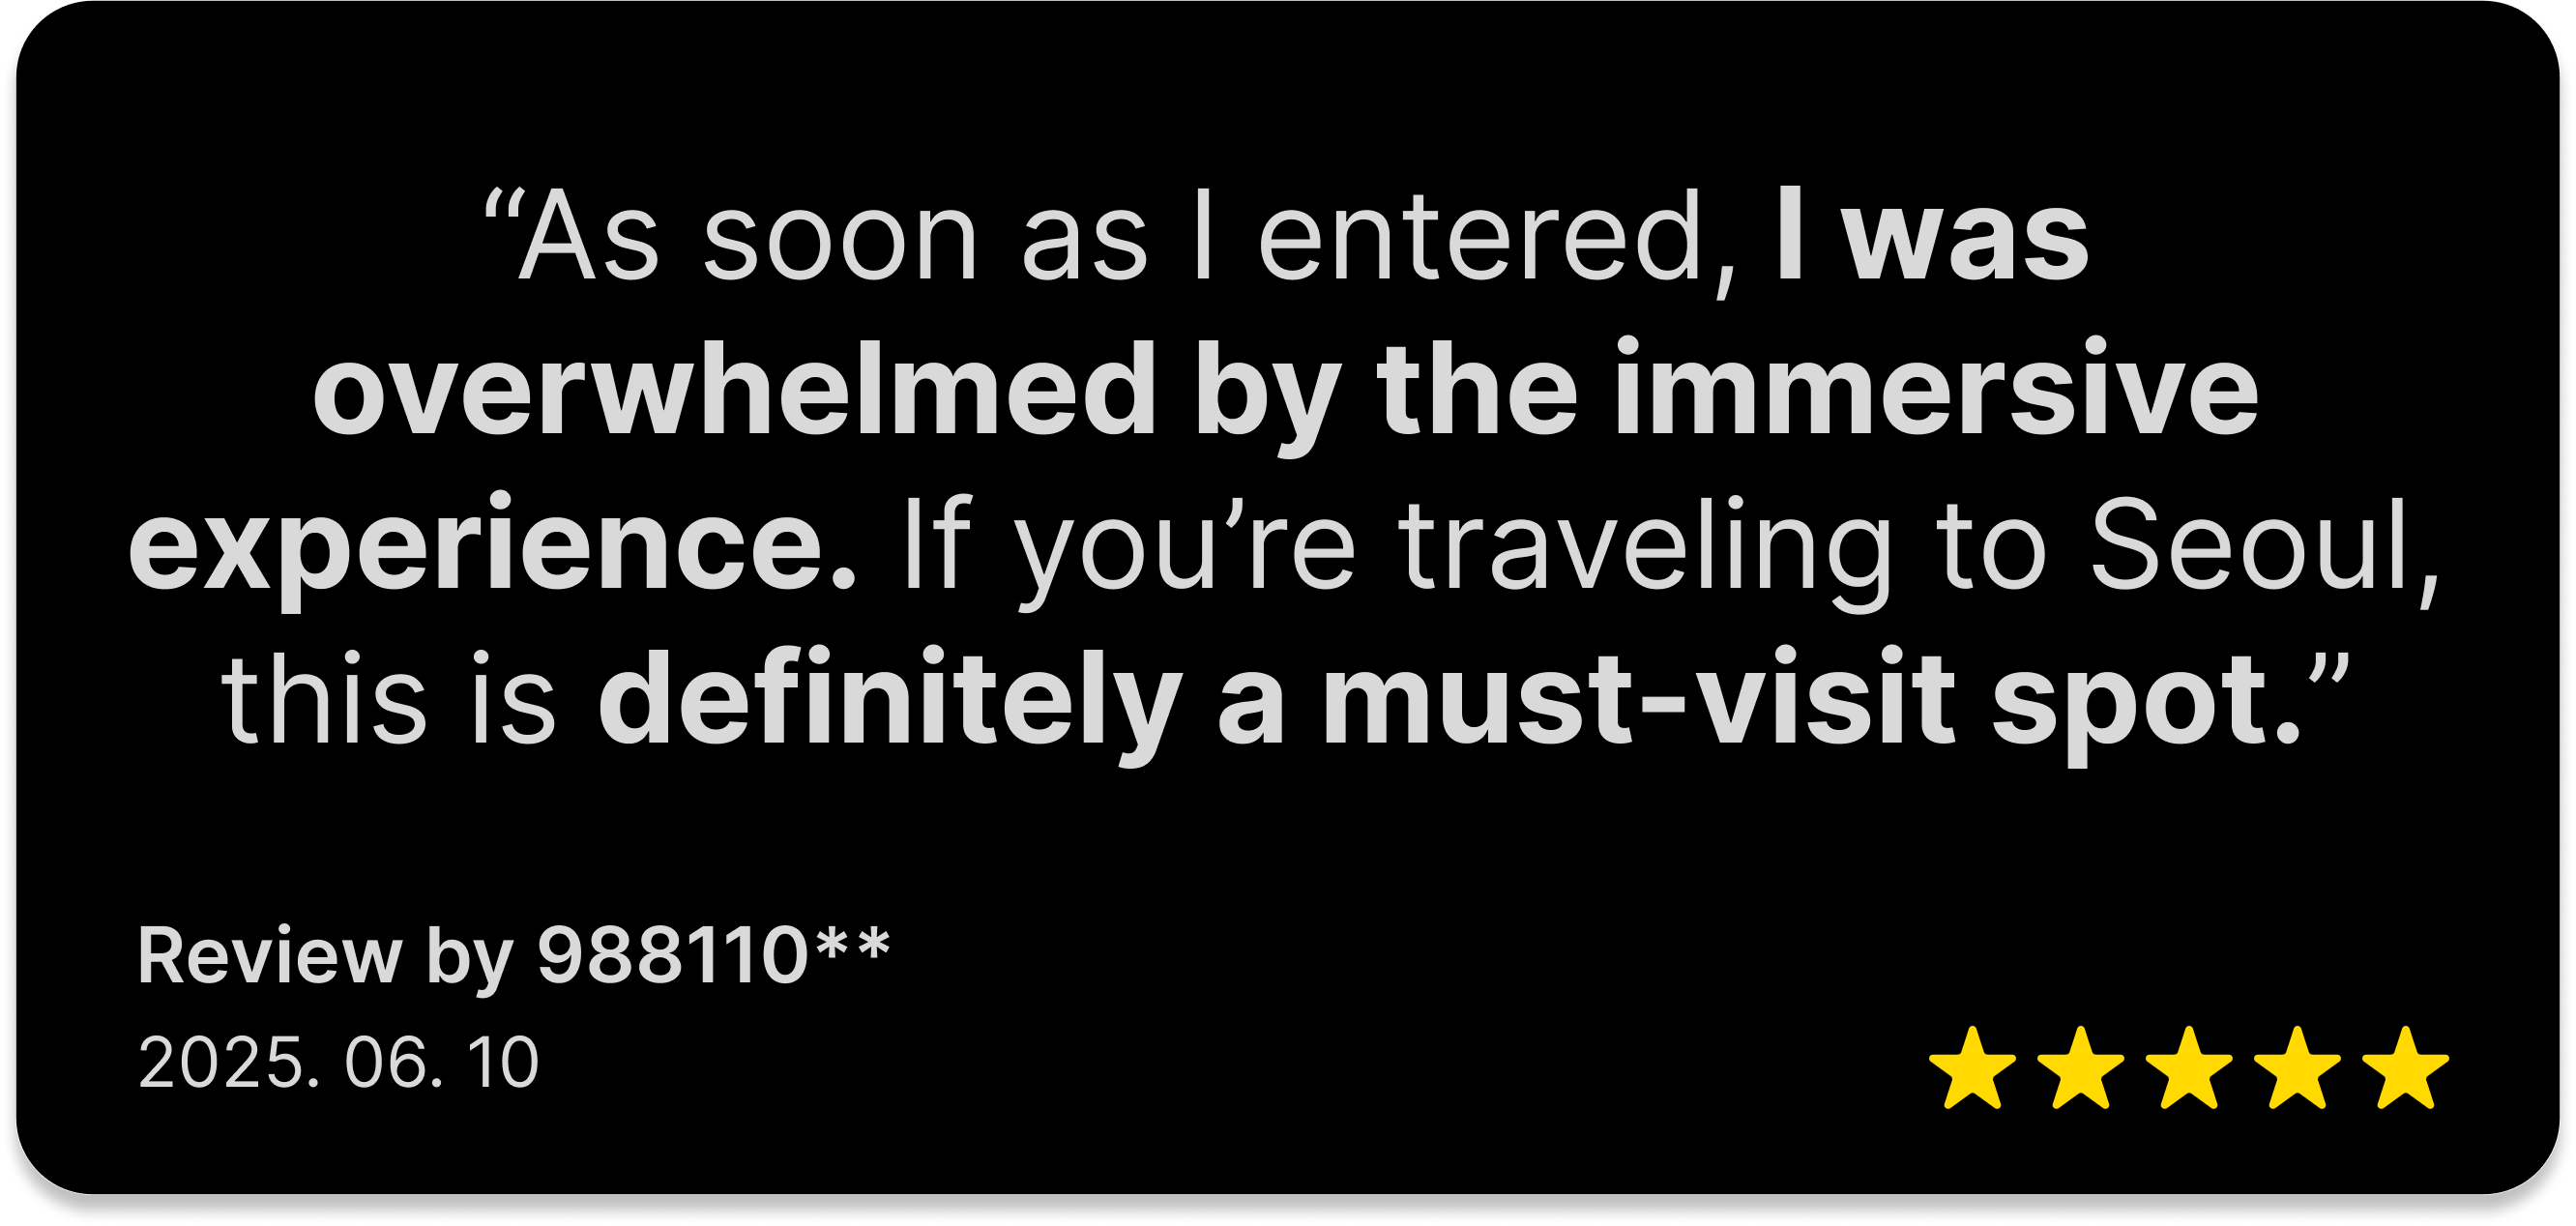 “As soon as I entered, I was
overwhelmed by the immersive
experience. If you’re traveling to Seoul,
this is definitely a must-visit spot.”
Review by 988110**
2025. 06. 10